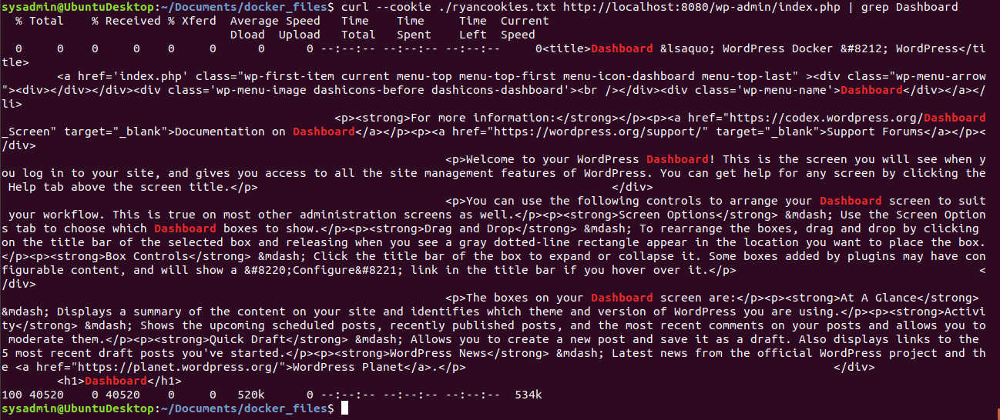 sysadmin@UbuntuDesktop:~/Documents/docker_files$ curl --cookie ./ryancookies.txt http://localhost:8080/wp-admin/index.php | grep Dashboard
  % Total    % Received % Xferd  Average Speed   Time    Time     Time  Current
                                 Dload  Upload   Total   Spent    Left  Speed
  0     0    0     0    0     0      0      0 --:--:-- --:--:-- --:--:--     0<title>Dashboard &lsaquo; WordPress Docker &#8212; WordPress</ti
tle>
        <a href='index.php' class="wp-first-item current menu-top menu-top-first menu-icon-dashboard menu-top-last" ><div class="wp-menu-arrow
"><div></div></div><div class='wp-menu-image dashicons-before dashicons-dashboard'><br /></div><div class='wp-menu-name'>Dashboard</div></a></
li>
                                                <p><strong>For more information:</strong></p><p><a href="https://codex.wordpress.org/Dashboard
_Screen" target="_blank">Documentation on Dashboard</a></p><p><a href="https://wordpress.org/support/" target="_blank">Support Forums</a></p><
/div>
                                                                <p>Welcome to your WordPress Dashboard! This is the screen you will see when y
ou log in to your site, and gives you access to all the site management features of WordPress. You can get help for any screen by clicking the
 Help tab above the screen title.</p>                                                   </div>
                                                                <p>You can use the following controls to arrange your Dashboard screen to suit
 your workflow. This is true on most other administration screens as well.</p><p><strong>Screen Options</strong> &mdash; Use the Screen Option
s tab to choose which Dashboard boxes to show.</p><p><strong>Drag and Drop</strong> &mdash; To rearrange the boxes, drag and drop by clicking
on the title bar of the selected box and releasing when you see a gray dotted-line rectangle appear in the location you want to place the box.
</p><p><strong>Box Controls</strong> &mdash; Click the title bar of the box to expand or collapse it. Some boxes added by plugins may have con
figurable content, and will show a &#8220;Configure&#8221; link in the title bar if you hover over it.</p>                                   <
/div>
                                                                <p>The boxes on your Dashboard screen are:</p><p><strong>At A Glance</strong>
&mdash; Displays a summary of the content on your site and identifies which theme and version of WordPress you are using.</p><p><strong>Activi
ty</strong> &mdash; Shows the upcoming scheduled posts, recently published posts, and the most recent comments on your posts and allows you to
 moderate them.</p><p><strong>Quick Draft</strong> &mdash; Allows you to create a new post and save it as a draft. Also displays links to the
5 most recent draft posts you've started.</p><p><strong>WordPress News</strong> &mdash; Latest news from the official WordPress project and th
e <a href="https://planet.wordpress.org/">WordPress Planet</a>.</p>                                                     </div>
        <h1>Dashboard</h1>
100 40520    0 40520    0     0   520k      0 --:--:-- --:--:-- --:--:--  534k
sysadmin@UbuntuDesktop:~/Documents/docker_files$